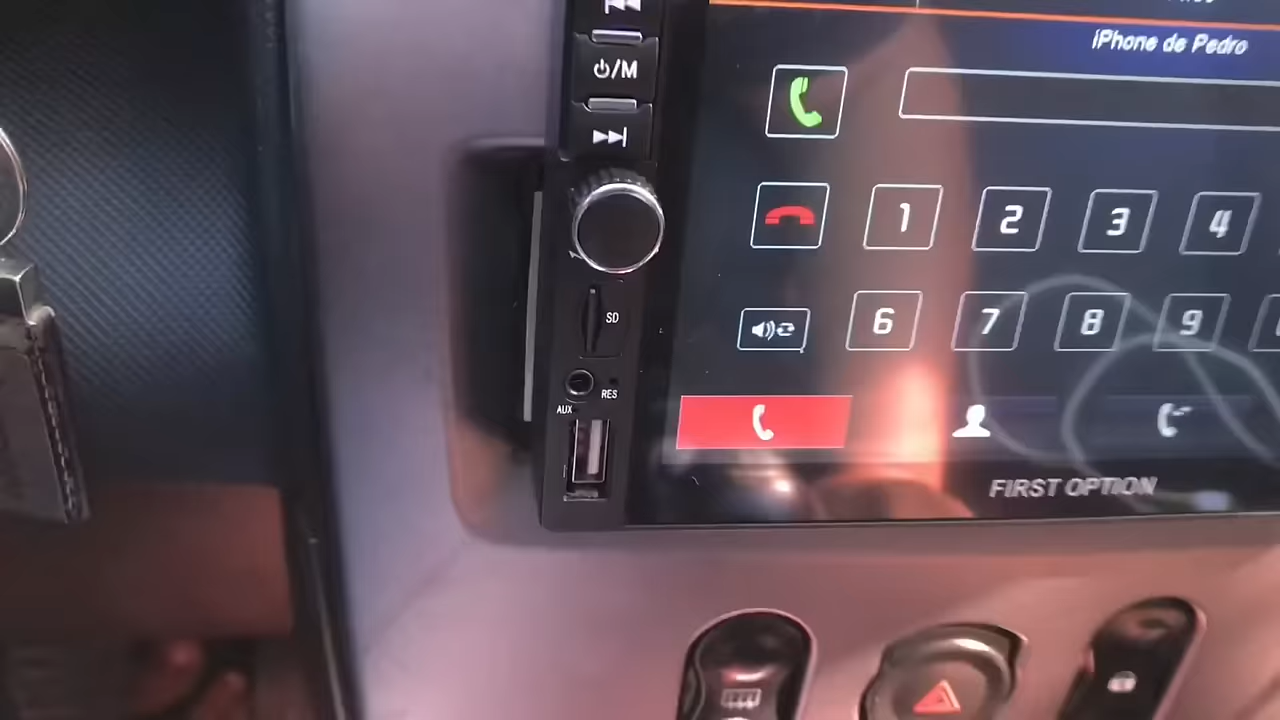 iPhone de Pedro
⏻/M
1 2 3 4
SD
6 7 8 9
RES
AUX
FIRST OPTION